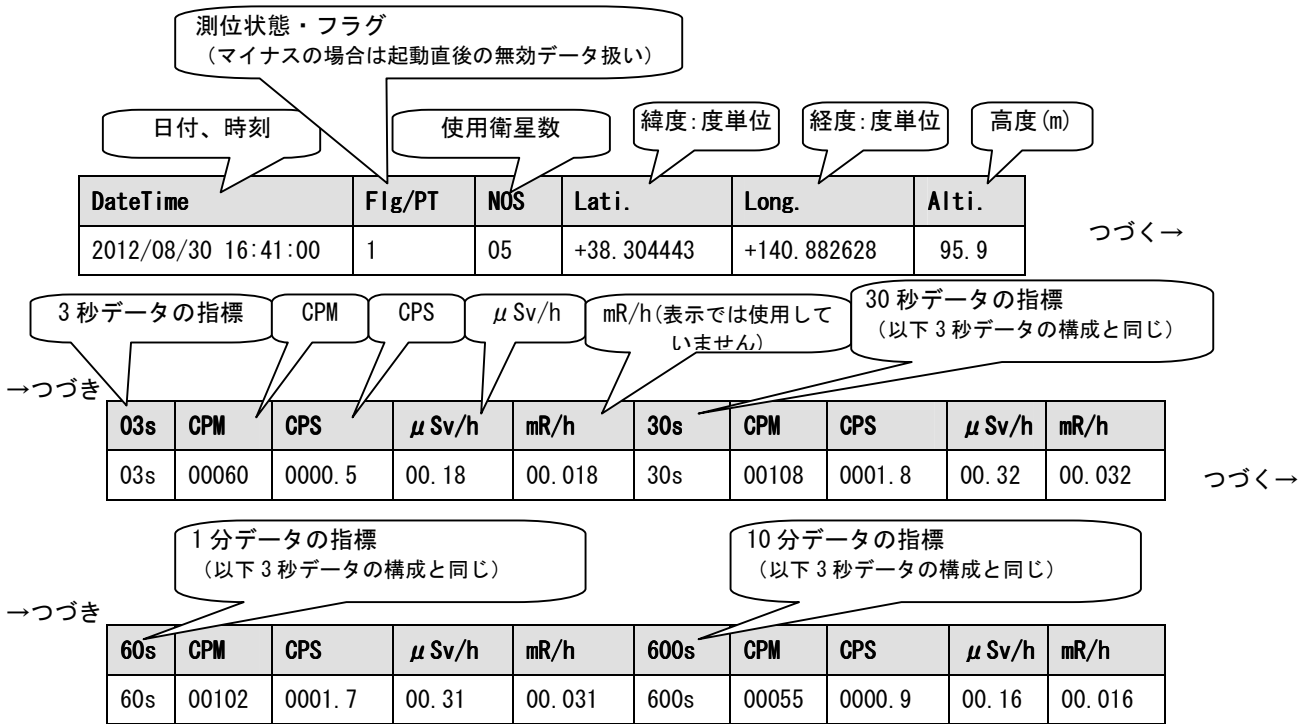 測位状態・フラグ
（マイナスの場合は起動直後の無効データ扱い）
日付、時刻
使用衛星数
緯度:度単位
経度:度単位
高度(m)
DateTime Flg/PT NOS Lati. Long. Alti.
2012/08/30 16:41:00 1 05 +38.304443 +140.882628 95.9
つづく→
3秒データの指標
CPM
CPS
μSv/h
mR/h(表示では使用して
いません)
30秒データの指標
（以下3秒データの構成と同じ）
→つづき
03s CPM CPS μSv/h mR/h 30s CPM CPS μSv/h mR/h
03s 00060 0000.5 00.18 00.018 30s 00108 0001.8 00.32 00.032
つづく→
1分データの指標
（以下3秒データの構成と同じ）
10分データの指標
（以下3秒データの構成と同じ）
→つづき
60s CPM CPS μSv/h mR/h 600s CPM CPS μSv/h mR/h
60s 00102 0001.7 00.31 00.031 600s 00055 0000.9 00.16 00.016